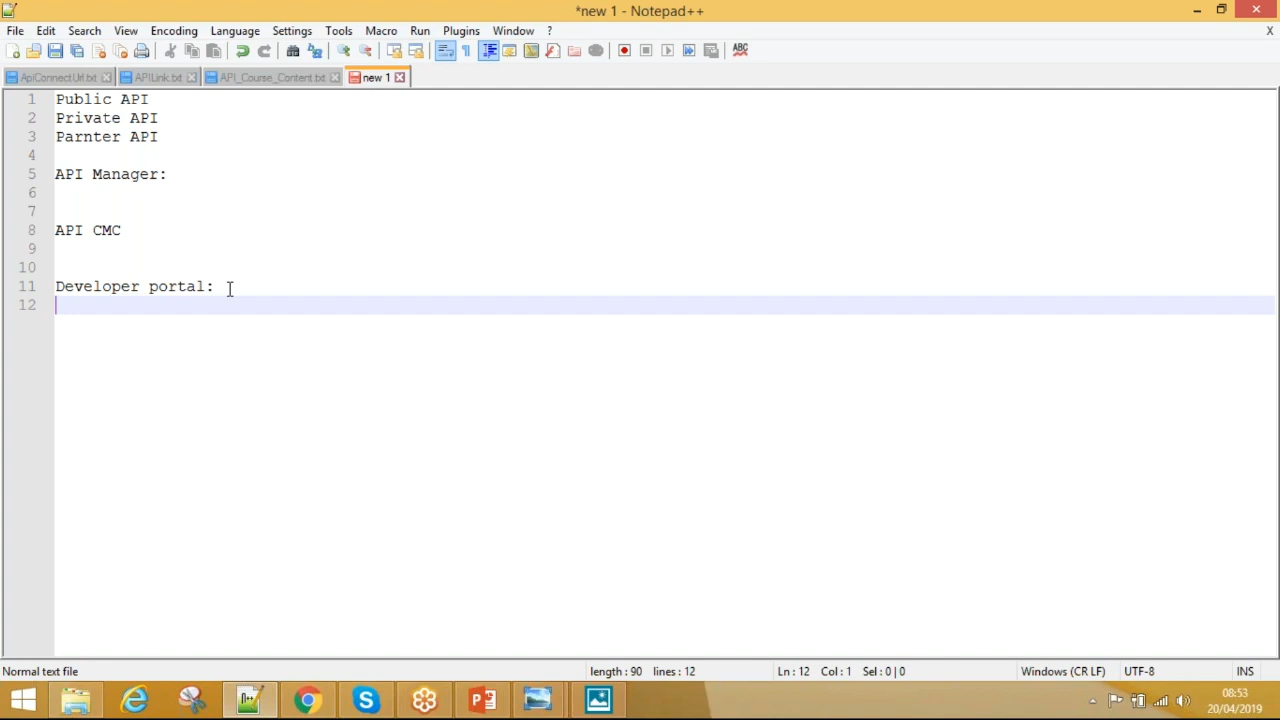 *new 1 - Notepad++
File Edit Search View Encoding Language Settings Tools Macro Run Plugins Window ? X
ApiConnectUrl.txt APILink.txt API_Course_Content.txt new 1
1 Public API
2 Private API
3 Parnter API
4
5 API Manager:
6
7
8 API CMC
9
10
11 Developer portal:
12
Normal text file length : 90 lines : 12 Ln : 12 Col : 1 Sel : 0 | 0 Windows (CR LF) UTF-8 INS
08:53
20/04/2019